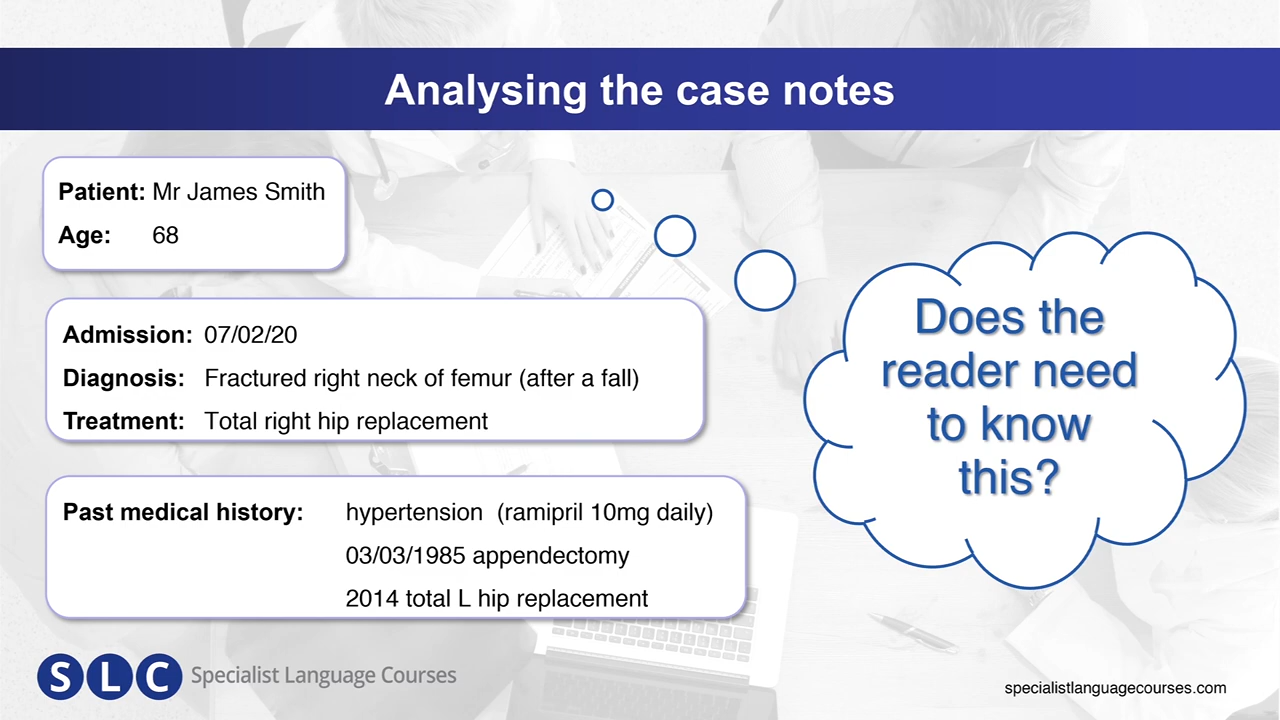 Analysing the case notes
Patient: Mr James Smith
Age: 68
Admission: 07/02/20
Diagnosis: Fractured right neck of femur (after a fall)
Treatment: Total right hip replacement
Past medical history: hypertension (ramipril 10mg daily)
03/03/1985 appendectomy
2014 total L hip replacement
Does the
reader need
to know
this?
SLC Specialist Language Courses
specialistlanguagecourses.com